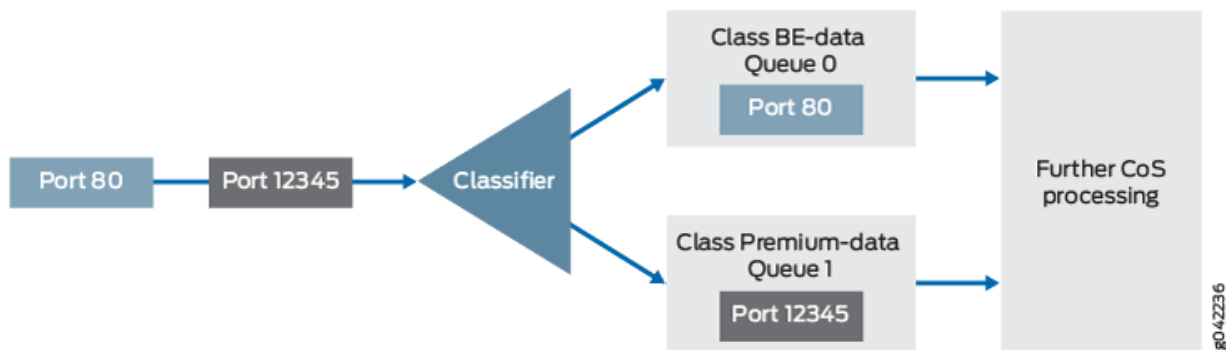 Port 80
Port 12345
Classifier
Class BE-data
Queue 0
Port 80
Class Premium-data
Queue 1
Port 12345
Further CoS
processing
g042236